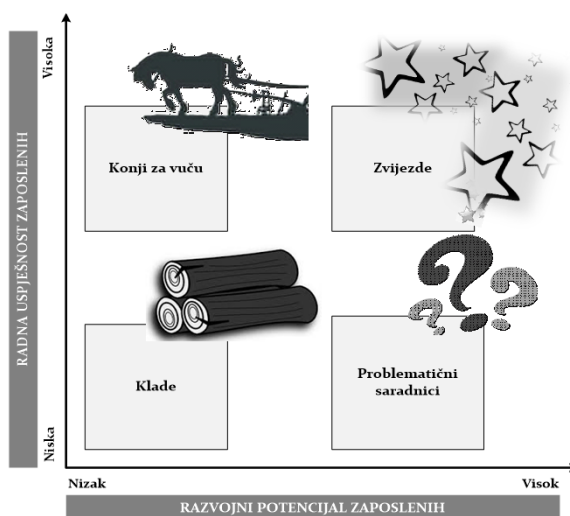 Visoka
RADNA USPJEŠNOST ZAPOSLENIH
Niska
Konji za vuču
Zvijezde
Klade
Problematični
saradnici
Nizak
Visok
RAZVOJNI POTENCIJAL ZAPOSLENIH